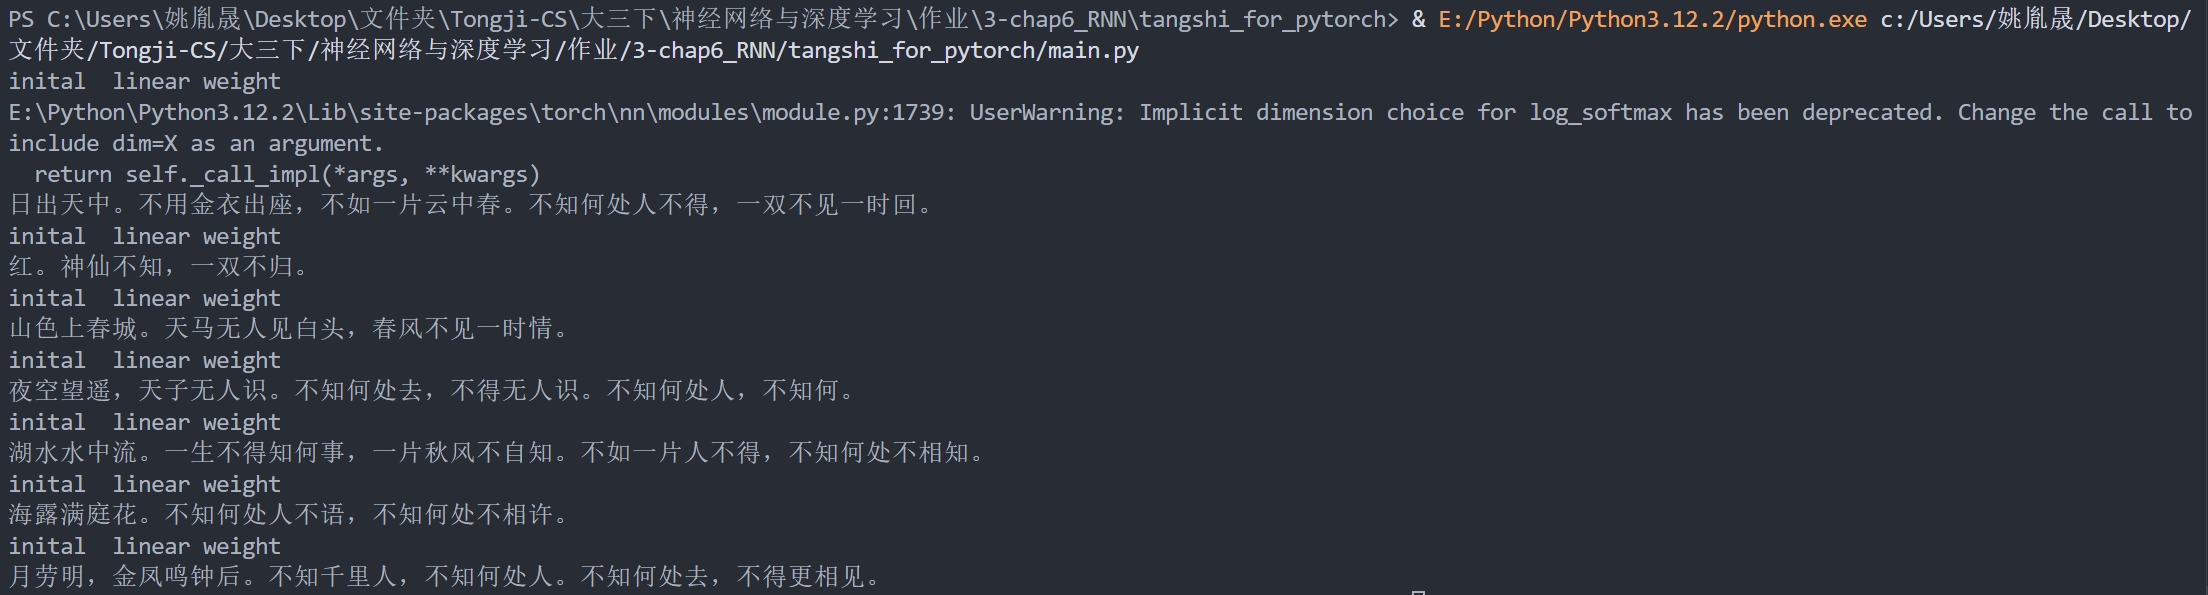 PS C:\Users\姚胤晟\Desktop\文件夹\Tongji-CS\大三下\神经网络与深度学习\作业\3-chap6_RNN\tangshi_for_pytorch> & E:/Python/Python3.12.2/python.exe c:/Users/姚胤晟/Desktop/
文件夹/Tongji-CS/大三下/神经网络与深度学习/作业/3-chap6_RNN/tangshi_for_pytorch/main.py
inital  linear weight
E:\Python\Python3.12.2\Lib\site-packages\torch\nn\modules\module.py:1739: UserWarning: Implicit dimension choice for log_softmax has been deprecated. Change the call to
include dim=X as an argument.
  return self._call_impl(*args, **kwargs)
日出天中。不用金衣出座，不如一片云中春。不知何处人不得，一双不见一时回。
inital  linear weight
红。神仙不知，一双不归。
inital  linear weight
山色上春城。天马无人见白头，春风不见一时情。
inital  linear weight
夜空望遥，天子无人识。不知何处去，不得无人识。不知何处人，不知何。
inital  linear weight
湖水水中流。一生不得知何事，一片秋风不自知。不如一片人不得，不知何处不相知。
inital  linear weight
海露满庭花。不知何处人不语，不知何处不相许。
inital  linear weight
月劳明，金凤鸣钟后。不知千里人，不知何处人。不知何处去，不得更相见。